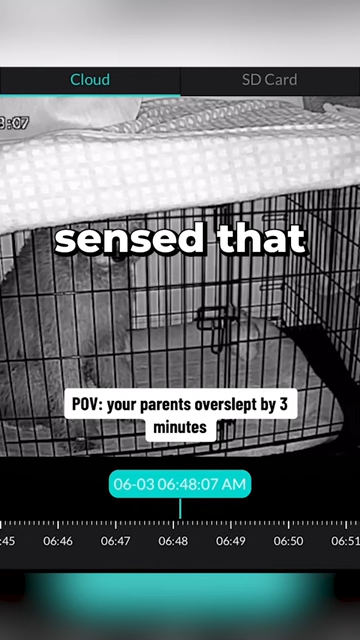 Cloud
SD Card
8:07
sensed that
POV: your parents overslept by 3
minutes
06-03 06:48:07 AM
:45
06:46
06:47
06:48
06:49
06:50
06:51